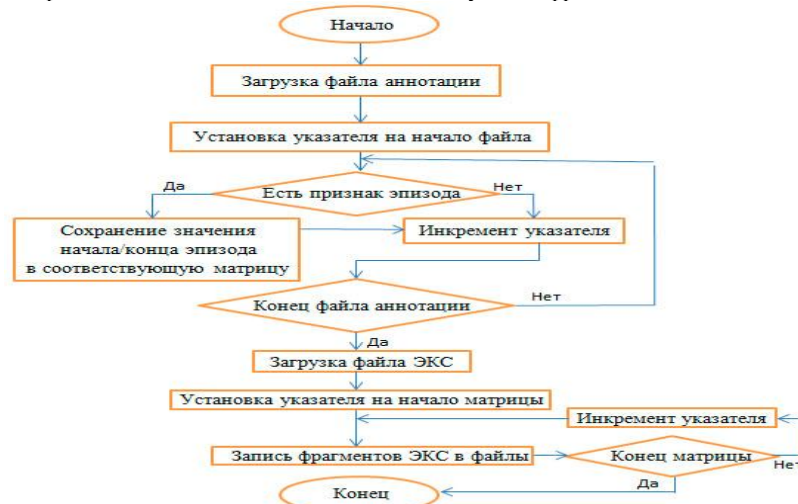 Начало
Загрузка файла аннотации
Установка указателя на начало файла
Да
Есть признак эпизода
Нет
Сохранение значения
начала/конца эпизода
в соответствующую матрицу
Инкремент указателя
Конец файла аннотации
Нет
Да
Загрузка файла ЭКС
Установка указателя на начало матрицы
Инкремент указателя
Запись фрагментов ЭКС в файлы
Конец матрицы
Нет
Да
Конец